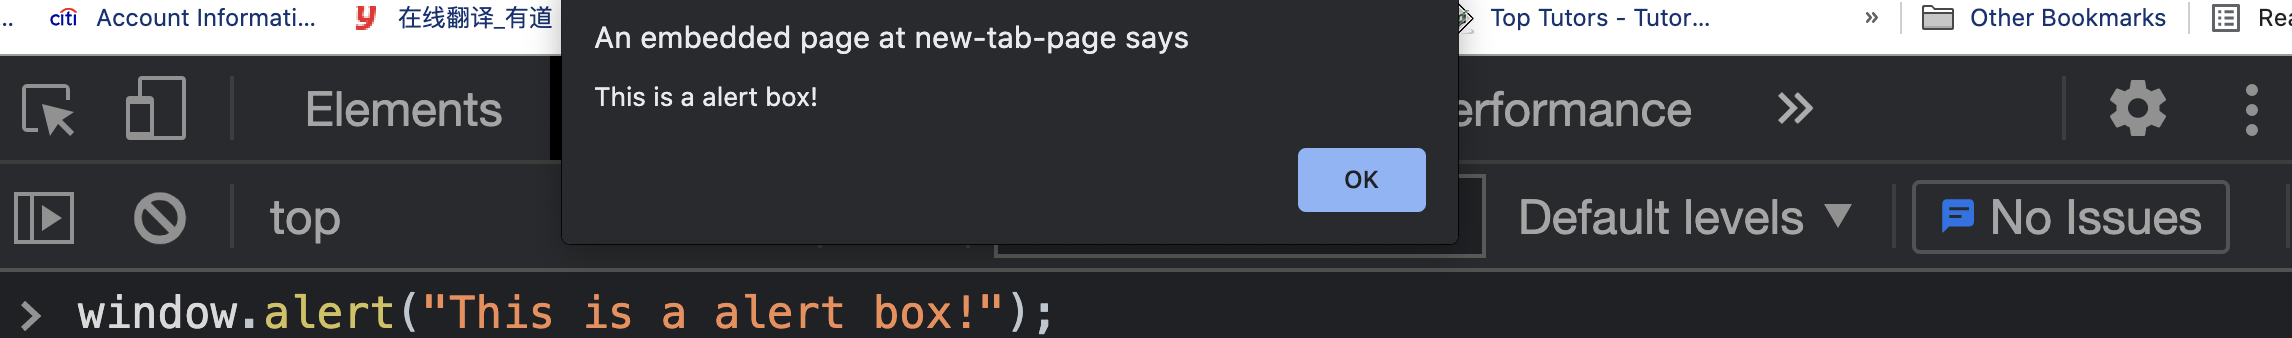 .. citi Account Informati... y 在线翻译_有道 Top Tutors - Tutor... » Other Bookmarks Rea
An embedded page at new-tab-page says
This is a alert box!
Elements erformance
OK
top Default levels ▼ No Issues
> window.alert("This is a alert box!");